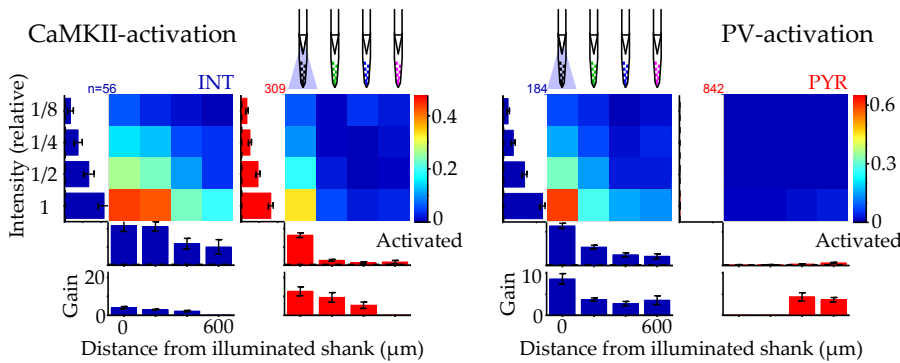 CaMKII-activation
PV-activation
n=56
INT
309
184
842
PYR
Intensity (relative)
1/8
1/4
1/2
1
0.4
0.2
0
0.6
0.3
0
Activated
Activated
Gain
20
0
Gain
10
0
0
600
0
600
Distance from illuminated shank (µm)
Distance from illuminated shank (µm)